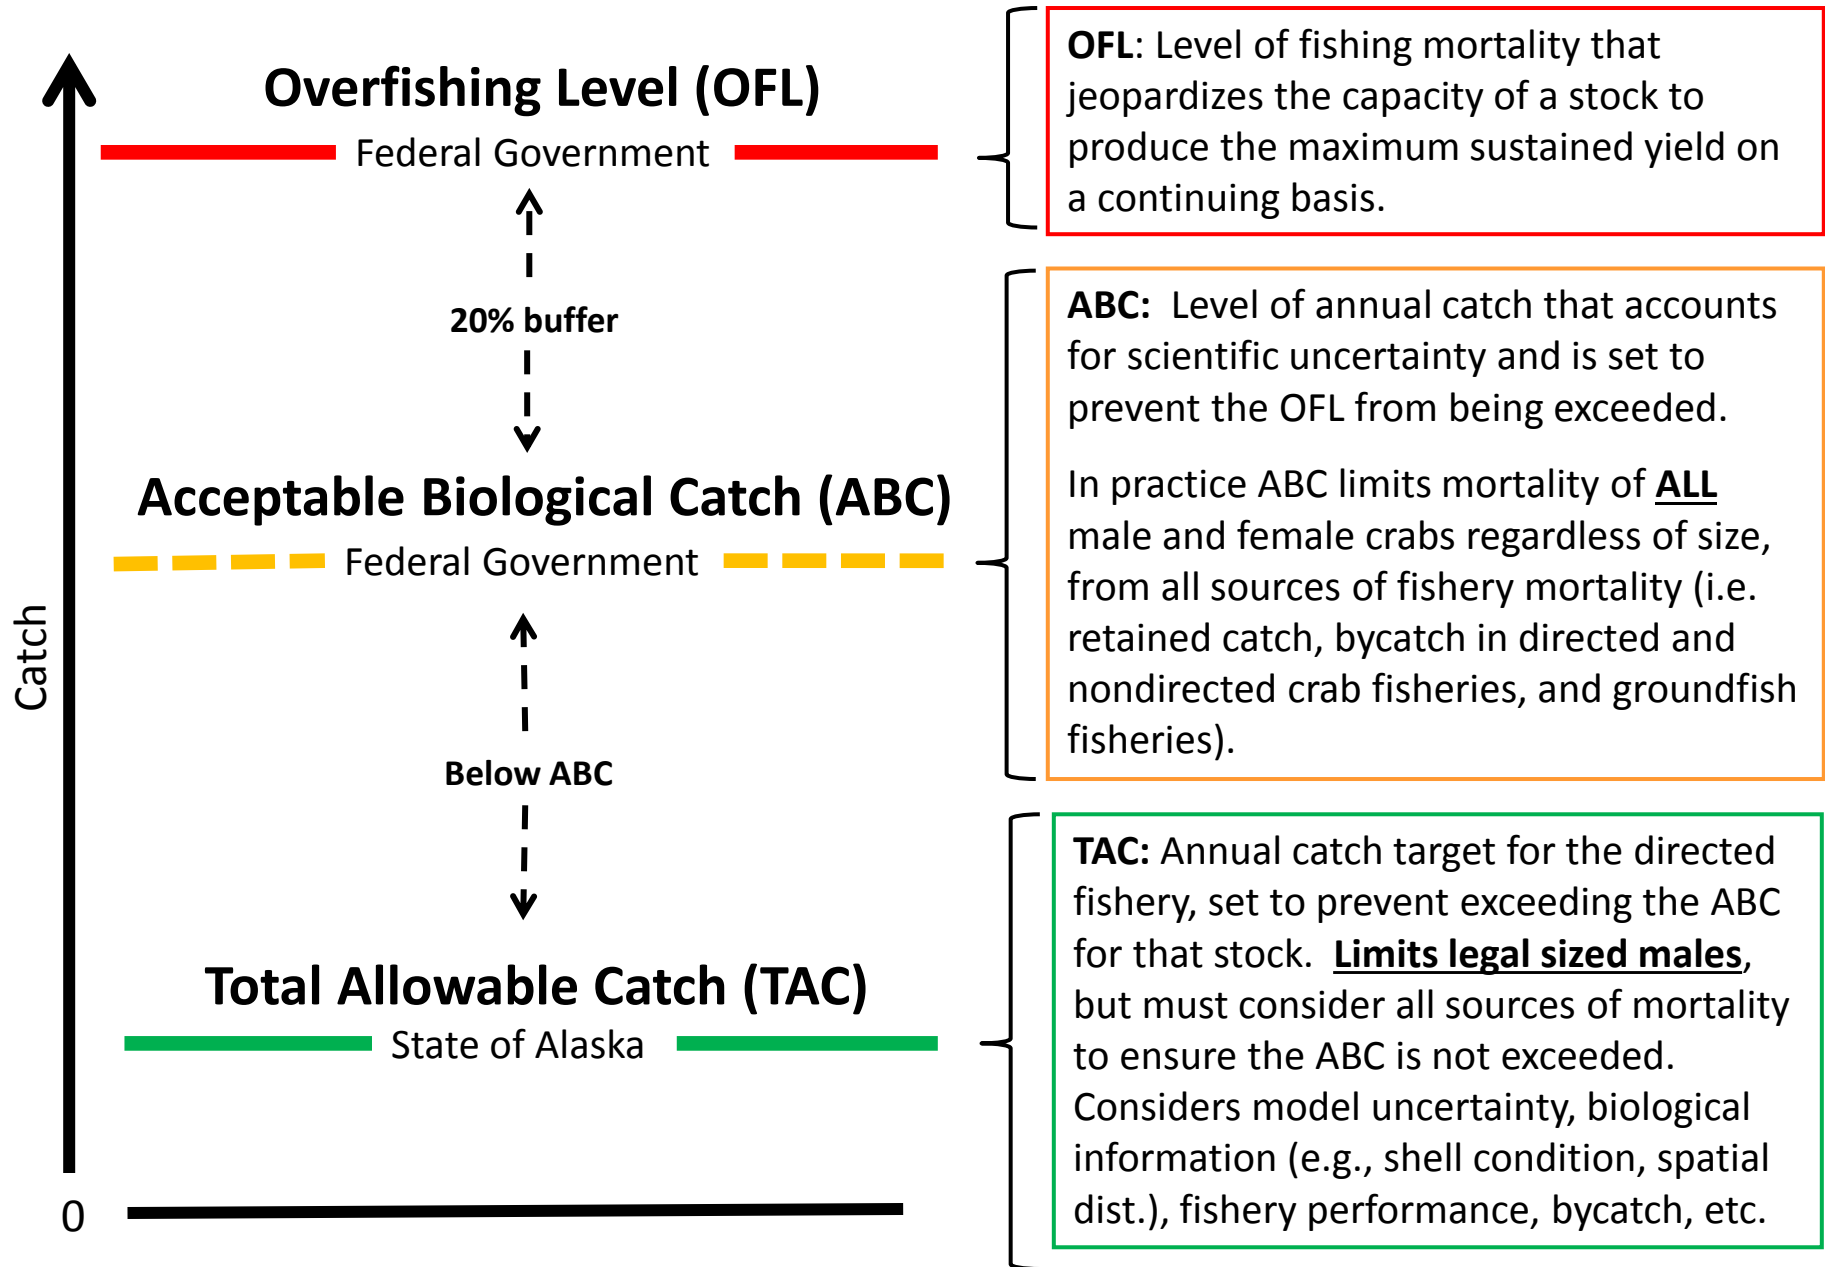 Overfishing Level (OFL)
Federal Government
20% buffer
Acceptable Biological Catch (ABC)
Federal Government
Below ABC
Total Allowable Catch (TAC)
State of Alaska
Catch
0
OFL: Level of fishing mortality that
jeopardizes the capacity of a stock to
produce the maximum sustained yield on
a continuing basis.
ABC: Level of annual catch that accounts
for scientific uncertainty and is set to
prevent the OFL from being exceeded.
In practice ABC limits mortality of ALL
male and female crabs regardless of size,
from all sources of fishery mortality (i.e.
retained catch, bycatch in directed and
nondirected crab fisheries, and groundfish
fisheries).
TAC: Annual catch target for the directed
fishery, set to prevent exceeding the ABC
for that stock. Limits legal sized males,
but must consider all sources of mortality
to ensure the ABC is not exceeded.
Considers model uncertainty, biological
information (e.g., shell condition, spatial
dist.), fishery performance, bycatch, etc.